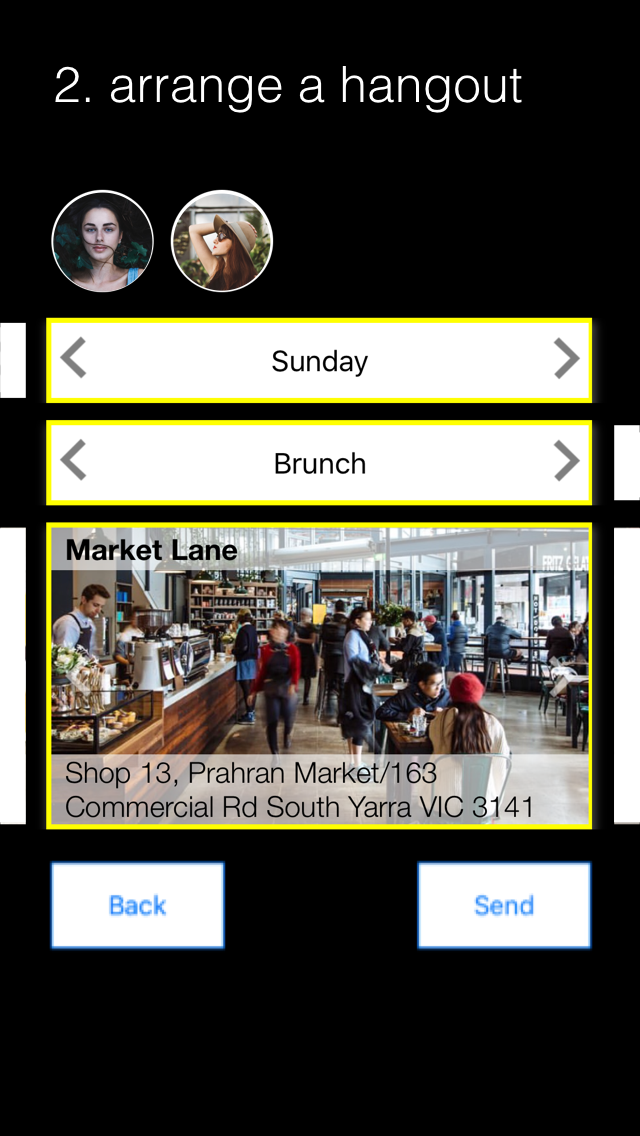 2. arrange a hangout
Sunday
Brunch
Market Lane
FRITZ GELAT
Shop 13, Prahran Market/163
Commercial Rd South Yarra VIC 3141
Back
Send